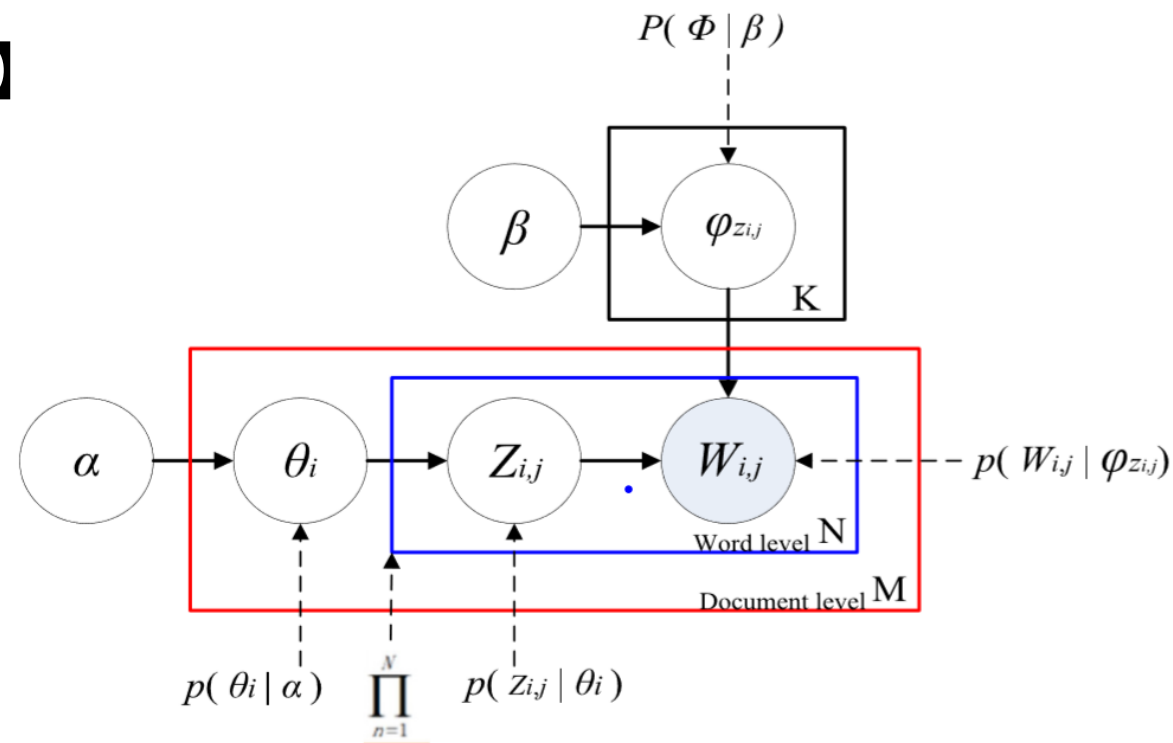 )
P( Φ | β )
β
φzi,j
K
α
θi
Zi,j
Wi,j
p( Wi,j | φzi,j)
Word level N
Document level M
p( θi | α )
N
∏
n=1
p( Zi,j | θi )